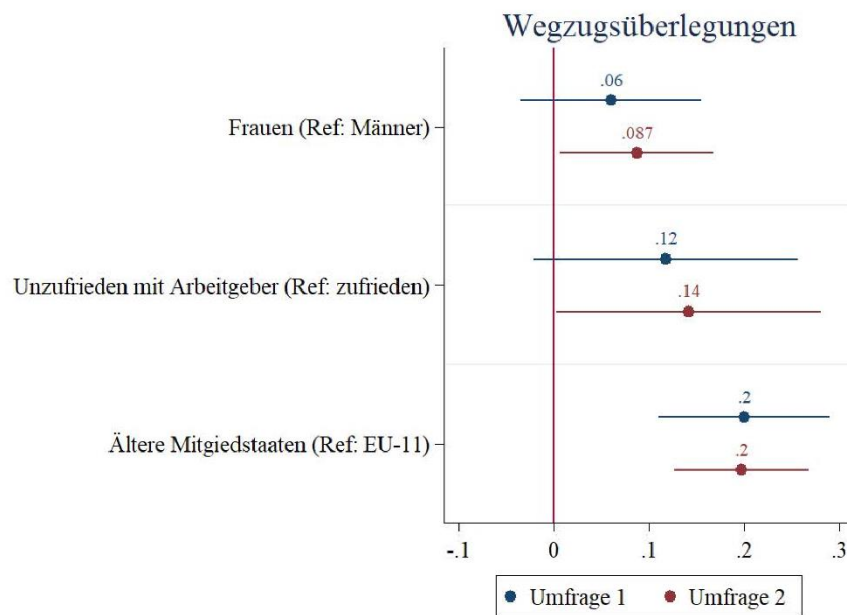 Wegzugsüberlegungen
.06
Frauen (Ref: Männer)
.087
.12
Unzufrieden mit Arbeitgeber (Ref: zufrieden)
.14
.2
Ältere Mitgiedstaaten (Ref: EU-11)
.2
-.1 0 .1 .2 .3
Umfrage 1 Umfrage 2